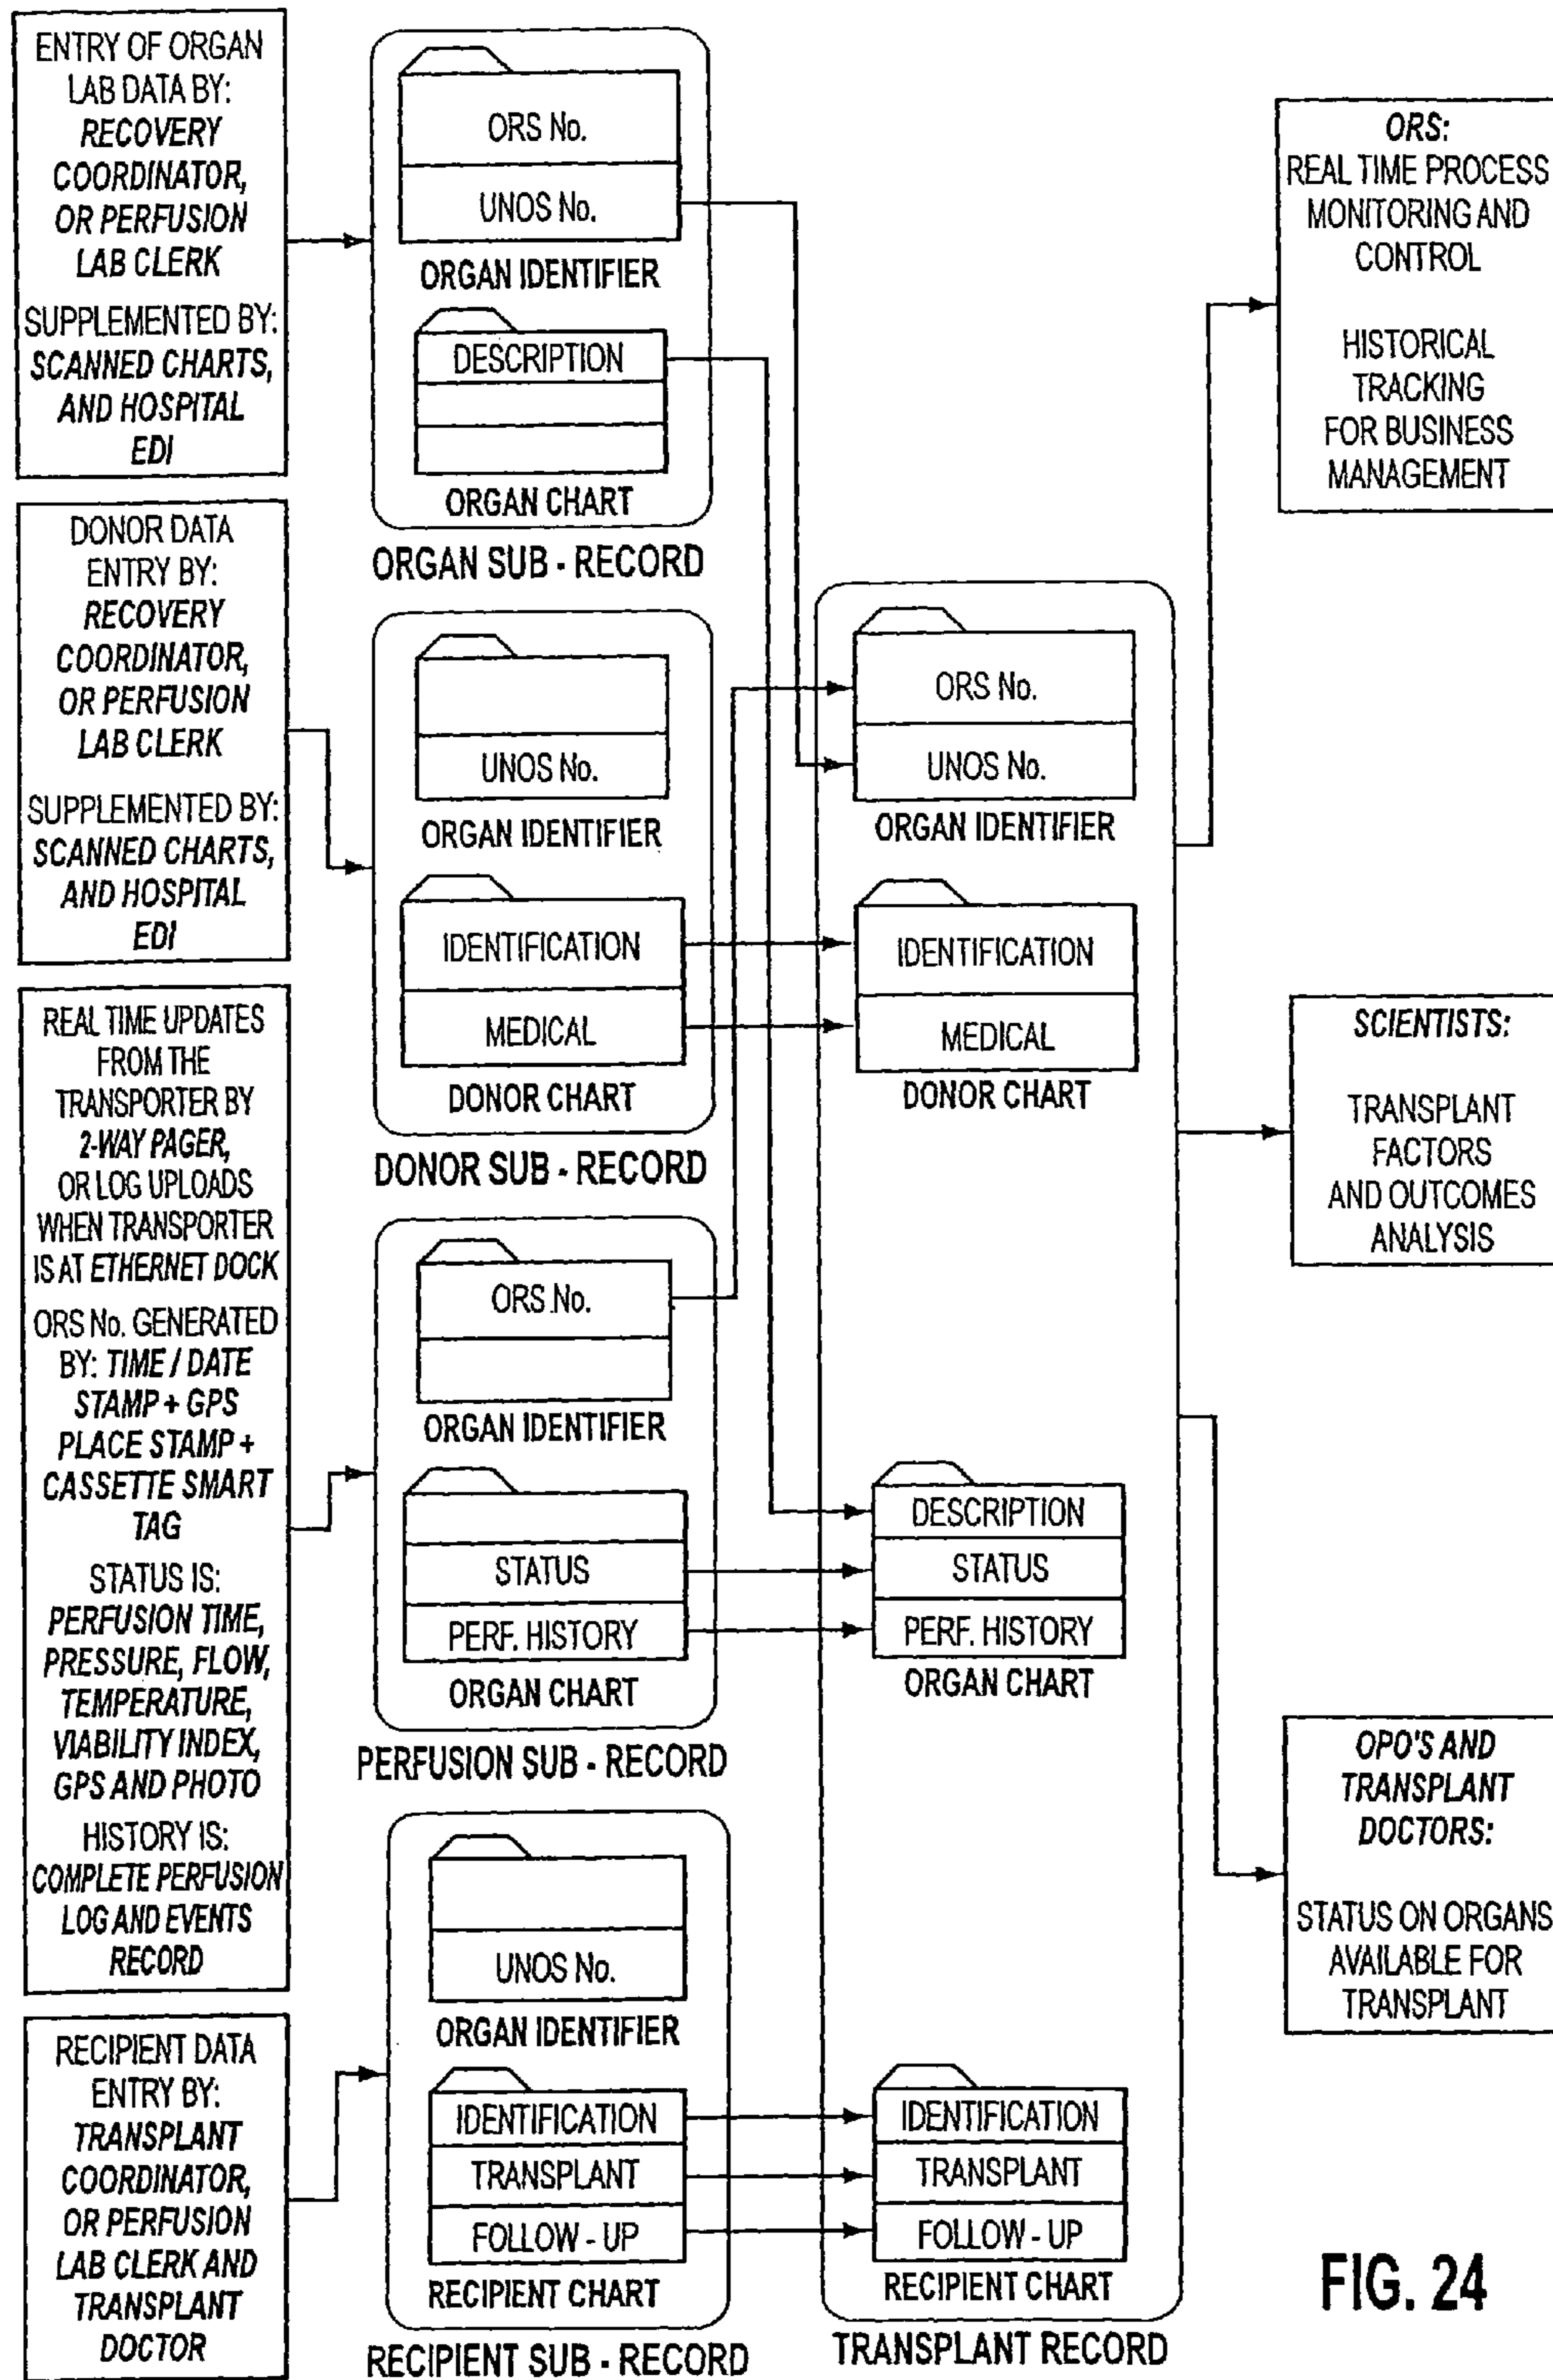 ENTRY OF ORGAN
LAB DATA BY:
RECOVERY
COORDINATOR,
OR PERFUSION
LAB CLERK
SUPPLEMENTED BY:
SCANNED CHARTS,
AND HOSPITAL
EDI
DONOR DATA
ENTRY BY:
RECOVERY
COORDINATOR,
OR PERFUSION
LAB CLERK
SUPPLEMENTED BY:
SCANNED CHARTS,
AND HOSPITAL
EDI
REAL TIME UPDATES
FROM THE
TRANSPORTER BY
2-WAY PAGER,
OR LOG UPLOADS
WHEN TRANSPORTER
IS AT ETHERNET DOCK
ORS No. GENERATED
BY: TIME / DATE
STAMP + GPS
PLACE STAMP +
CASSETTE SMART
TAG
STATUS IS:
PERFUSION TIME,
PRESSURE, FLOW,
TEMPERATURE,
VIABILITY INDEX,
GPS AND PHOTO
HISTORY IS:
COMPLETE PERFUSION
LOG AND EVENTS
RECORD
RECIPIENT DATA
ENTRY BY:
TRANSPLANT
COORDINATOR,
OR PERFUSION
LAB CLERK AND
TRANSPLANT
DOCTOR
ORS No.
UNOS No.
ORGAN IDENTIFIER
DESCRIPTION
ORGAN CHART
ORGAN SUB - RECORD
UNOS No.
ORGAN IDENTIFIER
IDENTIFICATION
MEDICAL
DONOR CHART
DONOR SUB - RECORD
ORS No.
ORGAN IDENTIFIER
STATUS
PERF. HISTORY
ORGAN CHART
PERFUSION SUB - RECORD
UNOS No.
ORGAN IDENTIFIER
IDENTIFICATION
TRANSPLANT
FOLLOW - UP
RECIPIENT CHART
RECIPIENT SUB - RECORD
ORS No.
UNOS No.
ORGAN IDENTIFIER
IDENTIFICATION
MEDICAL
DONOR CHART
DESCRIPTION
STATUS
PERF. HISTORY
ORGAN CHART
IDENTIFICATION
TRANSPLANT
FOLLOW - UP
RECIPIENT CHART
TRANSPLANT RECORD
ORS:
REAL TIME PROCESS
MONITORING AND
CONTROL
HISTORICAL
TRACKING
FOR BUSINESS
MANAGEMENT
SCIENTISTS:
TRANSPLANT
FACTORS
AND OUTCOMES
ANALYSIS
OPO'S AND
TRANSPLANT
DOCTORS:
STATUS ON ORGANS
AVAILABLE FOR
TRANSPLANT
FIG. 24